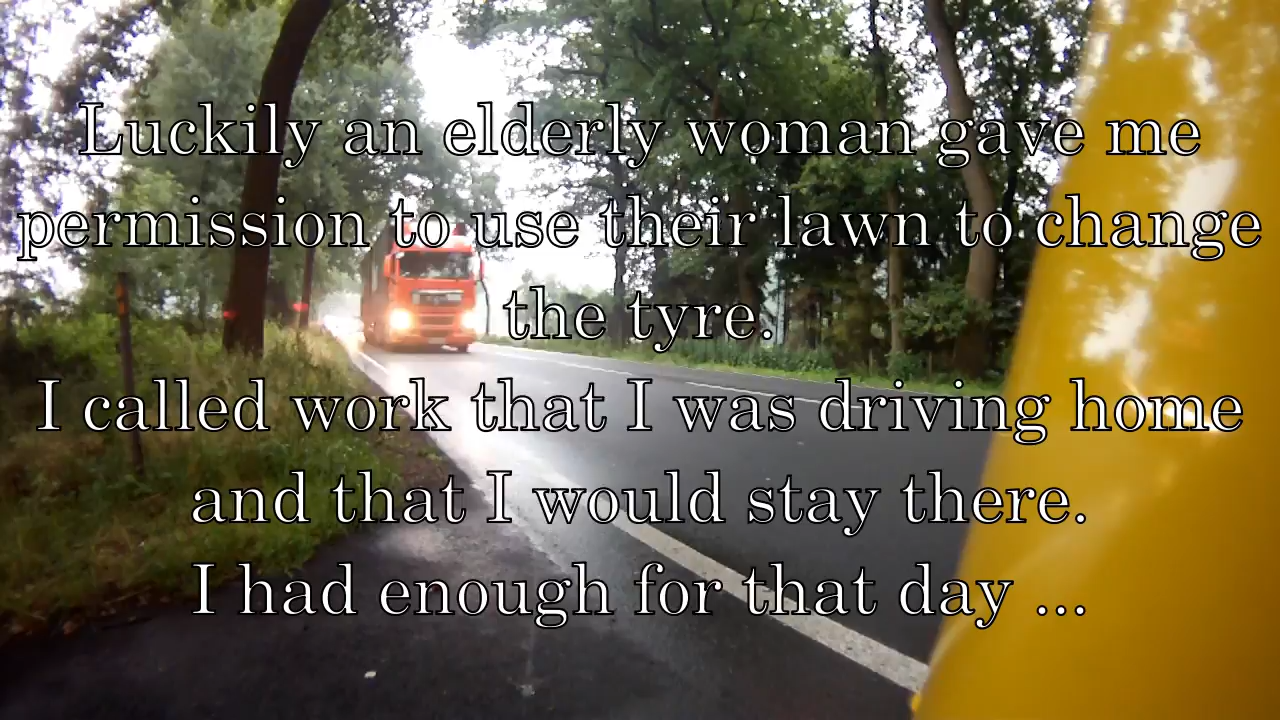 Luckily an elderly woman gave me
permission to use their lawn to change
the tyre.
I called work that I was driving home
and that I would stay there.
I had enough for that day ...